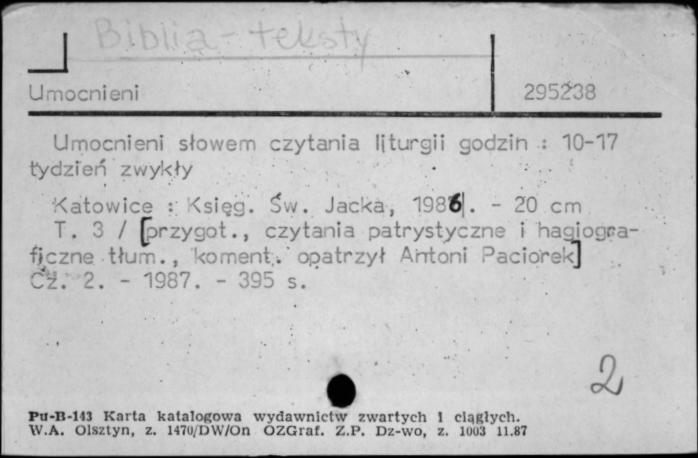 Biblia - teksty
Umocnieni 295238
Umocnieni słowem czytania liturgii godzin : 10-17
tydzień zwykły
Katowice : Księg. Św. Jacka, 1986. - 20 cm
T. 3 / [przygot., czytania patrystyczne i hagiogra-
ficzne tłum., koment. opatrzył Antoni Paciorek]
Cz. 2. - 1987. - 395 s.
2
Pu-B-143 Karta katalogowa wydawnictw zwartych i ciągłych.
W.A. Olsztyn, z. 1470/DW/On OZGraf. Z.P. Dz-wo, z. 1003 11.87